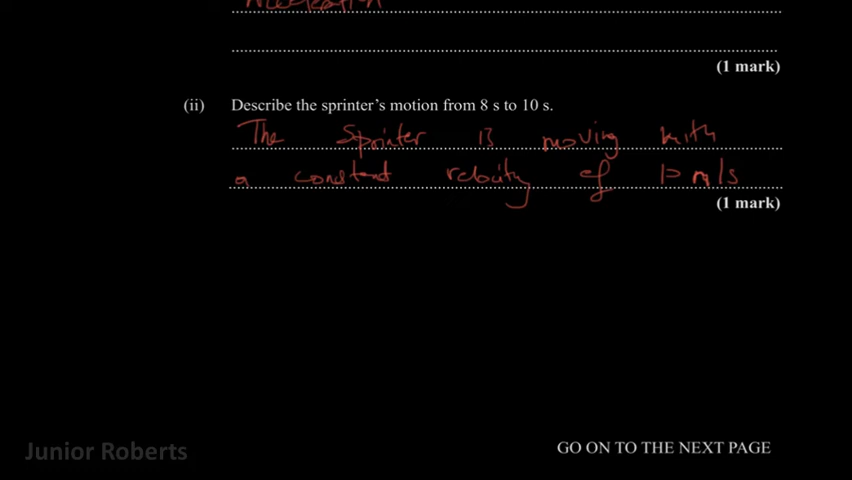 Acceleration
(1 mark)
(ii) Describe the sprinter's motion from 8 s to 10 s.
The Sprinter is moving with
a constant velocity of 10 m/s
(1 mark)
GO ON TO THE NEXT PAGE
Junior Roberts